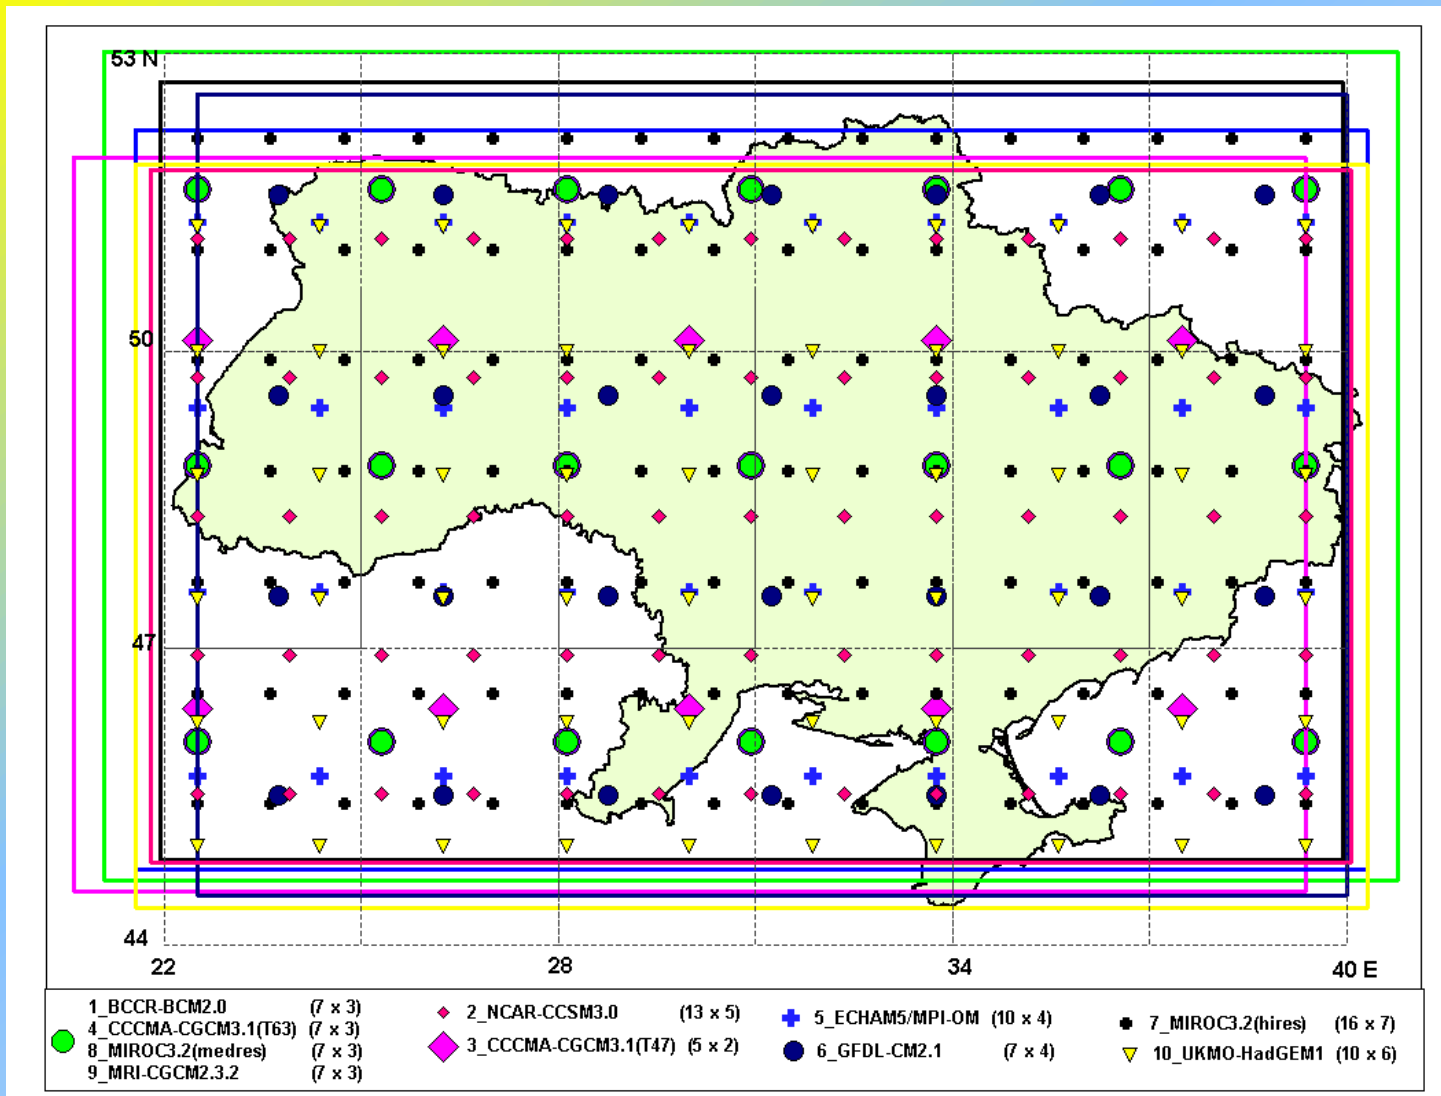 53 N
50
47
44
22
28
34
40 E
1_BCCR-BCM2.0 (7 x 3)
4_CCCMA-CGCM3.1(T63) (7 x 3)
8_MIROC3.2(medres) (7 x 3)
9_MRI-CGCM2.3.2 (7 x 3)
2_NCAR-CCSM3.0 (13 x 5)
3_CCCMA-CGCM3.1(T47) (5 x 2)
5_ECHAM5/MPI-OM (10 x 4)
6_GFDL-CM2.1 (7 x 4)
7_MIROC3.2(hires) (16 x 7)
10_UKMO-HadGEM1 (10 x 6)